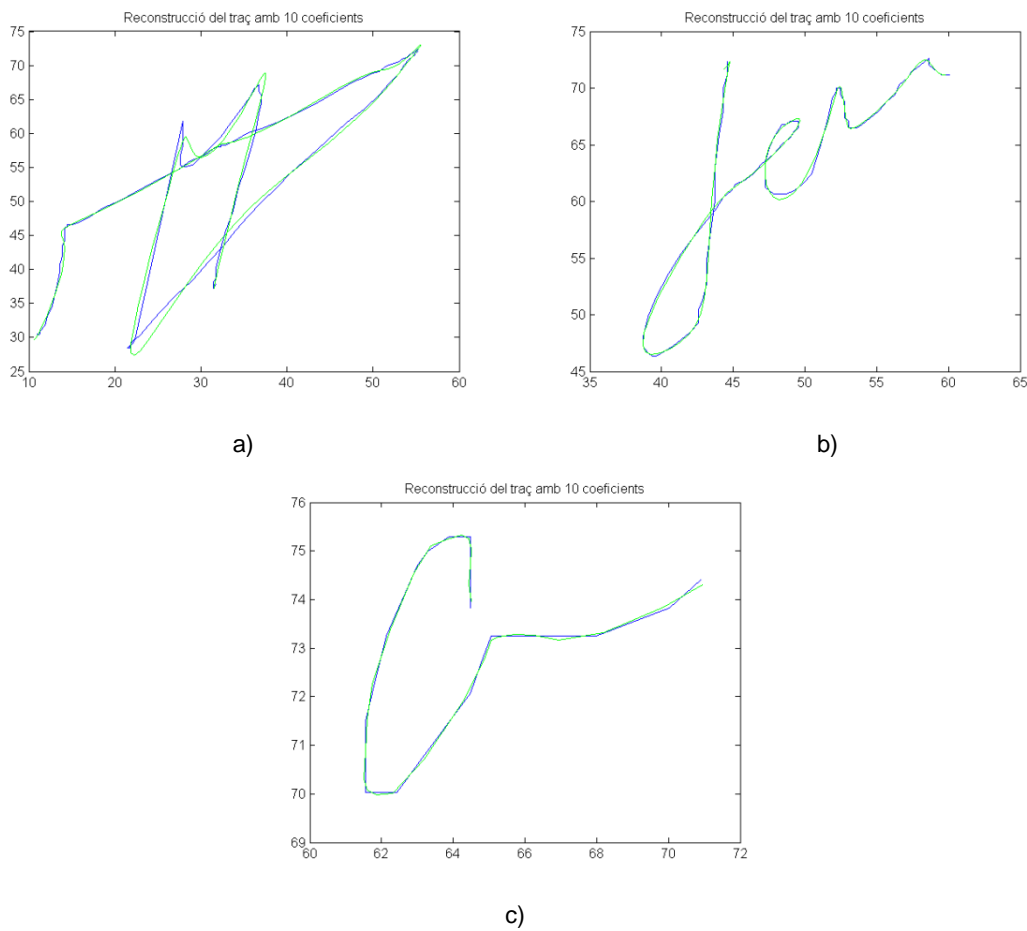 Reconstrucció del traç amb 10 coeficients
75
70
65
60
55
50
45
40
35
30
25
10 20 30 40 50 60
a)
Reconstrucció del traç amb 10 coeficients
75
70
65
60
55
50
45
35 40 45 50 55 60 65
b)
Reconstrucció del traç amb 10 coeficients
76
75
74
73
72
71
70
69
60 62 64 66 68 70 72
c)